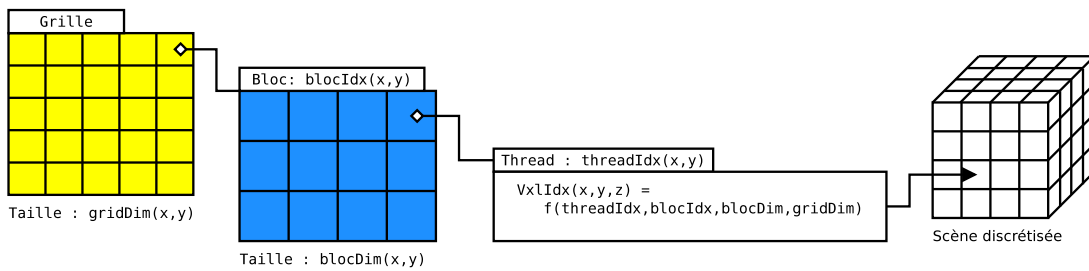 Grille
Taille : gridDim(x,y)
Bloc: blocIdx(x,y)
Taille : blocDim(x,y)
Thread : threadIdx(x,y)
VxlIdx(x,y,z) =
f(threadIdx,blocIdx,blocDim,gridDim)
Scène discrétisée